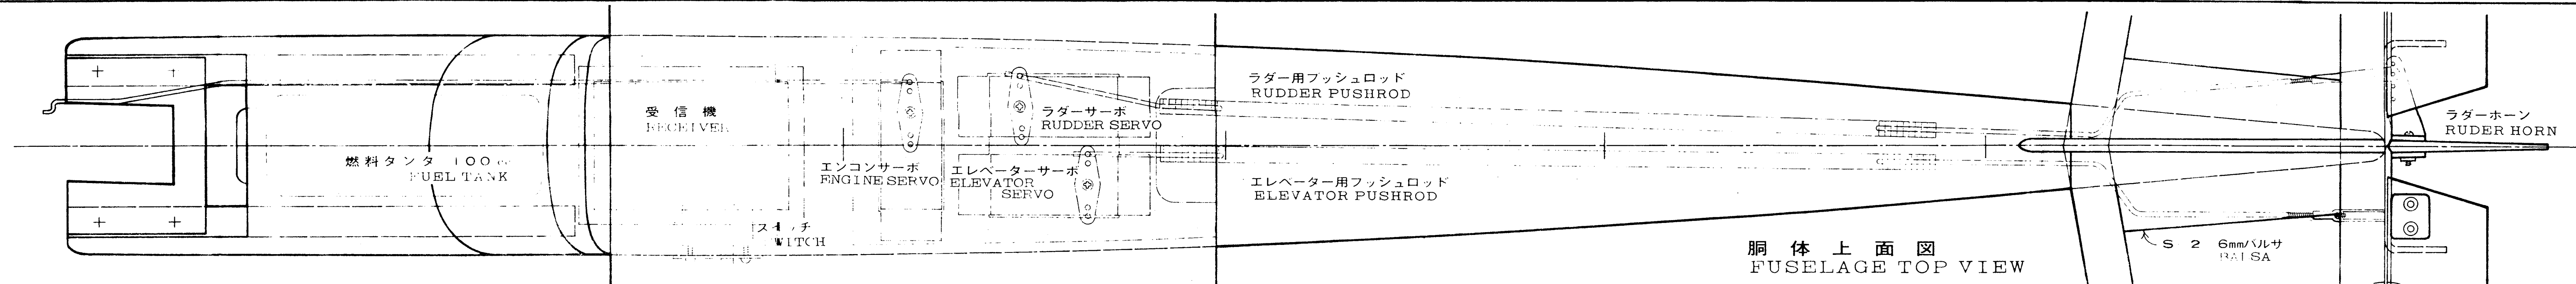 燃料タンタ 100cc
FUEL TANK
受信機
RECEIVER
スイッチ
WITCH
エンコンサーボ
ENGINE SERVO
ラダーサーボ
RUDDER SERVO
エレベーターサーボ
ELEVATOR
SERVO
ラダー用プッシュロッド
RUDDER PUSHROD
エレベーター用プッシュロッド
ELEVATOR PUSHROD
胴体上面図
FUSELAGE TOP VIEW
S 2 6mmバルサ
BALSA
ラダーホーン
RUDER HORN